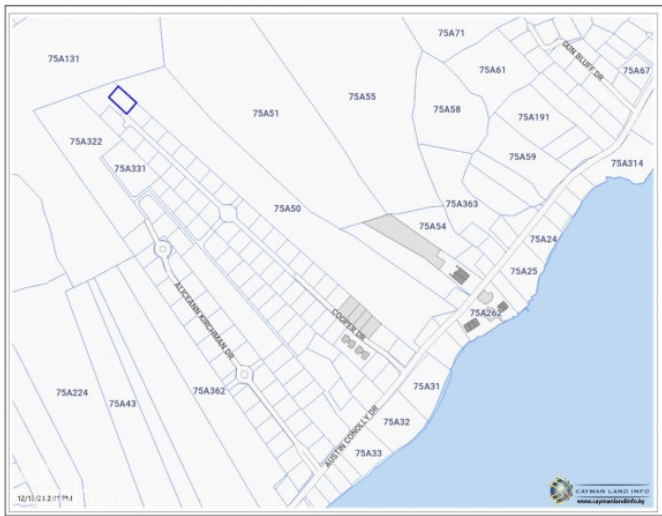 75A71
GUN BLUFF DR
75A131
75A61
75A67
75A55
75A51
75A58
75A191
75A322
75A59
75A331
75A314
75A363
75A50
75A54
75A24
75A25
75A262
COOPER DR
ALICEANN KIRCHMAN DR
75A31
75A224
75A43
75A362
75A32
AUSTIN CONOLLY DR
75A33
CAYMAN LAND INFO
www.caymanlandinfo.ky